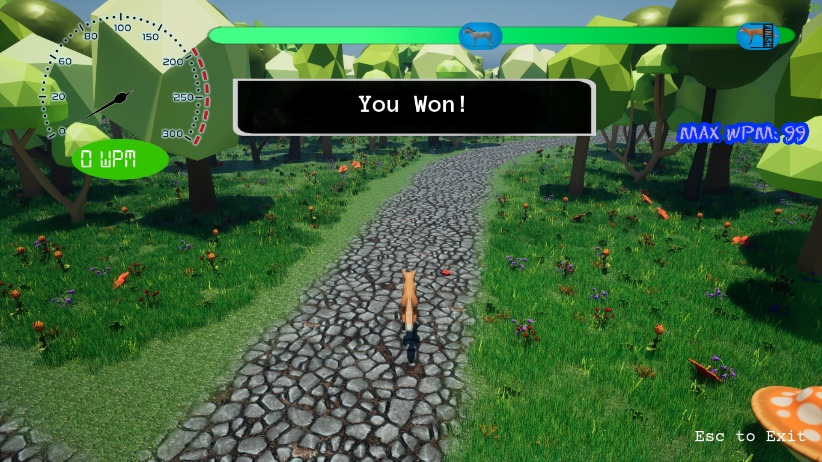 100
80
150
60
200
20
250
0
300
0 WPM
FINISH
You Won!
MAX WPM: 99
Esc to Exit